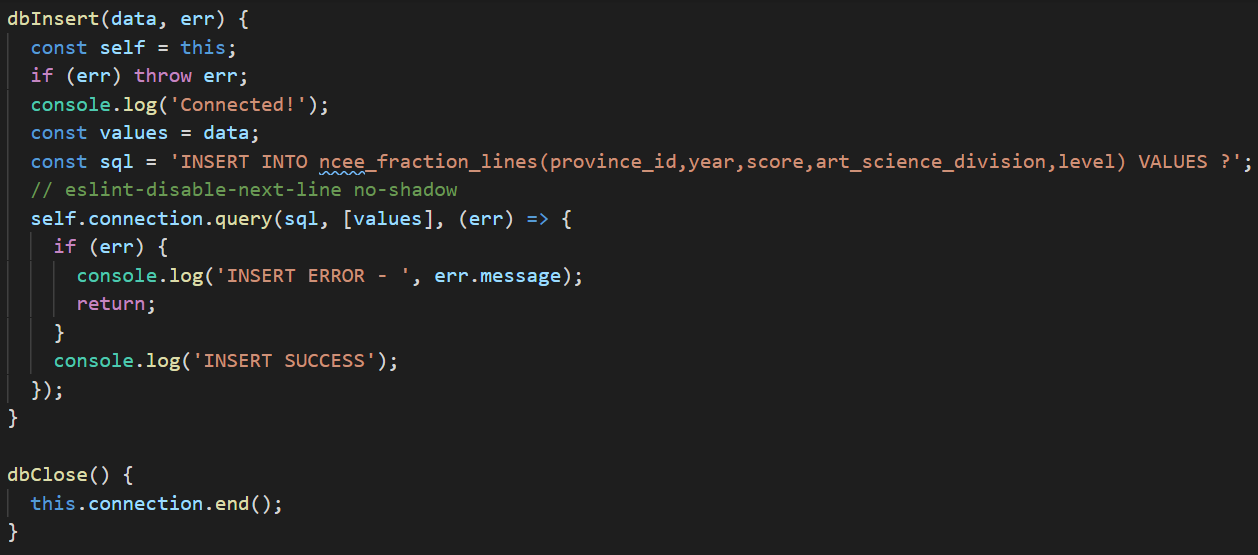 dbInsert(data, err) {
  const self = this;
  if (err) throw err;
  console.log('Connected!');
  const values = data;
  const sql = 'INSERT INTO ncee_fraction_lines(province_id,year,score,art_science_division,level) VALUES ?';
  // eslint-disable-next-line no-shadow
  self.connection.query(sql, [values], (err) => {
    if (err) {
      console.log('INSERT ERROR - ', err.message);
      return;
    }
    console.log('INSERT SUCCESS');
  });
}

dbClose() {
  this.connection.end();
}